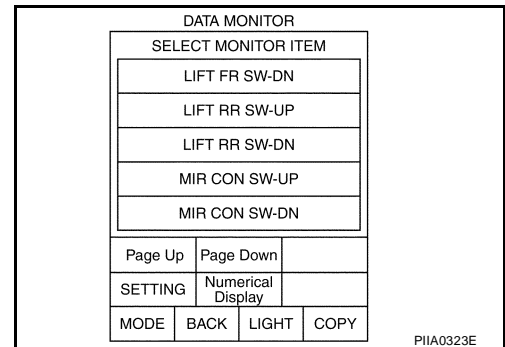 DATA MONITOR
SELECT MONITOR ITEM
LIFT FR SW-DN
LIFT RR SW-UP
LIFT RR SW-DN
MIR CON SW-UP
MIR CON SW-DN
Page Up Page Down
SETTING Numerical Display
MODE BACK LIGHT COPY
PIIA0323E